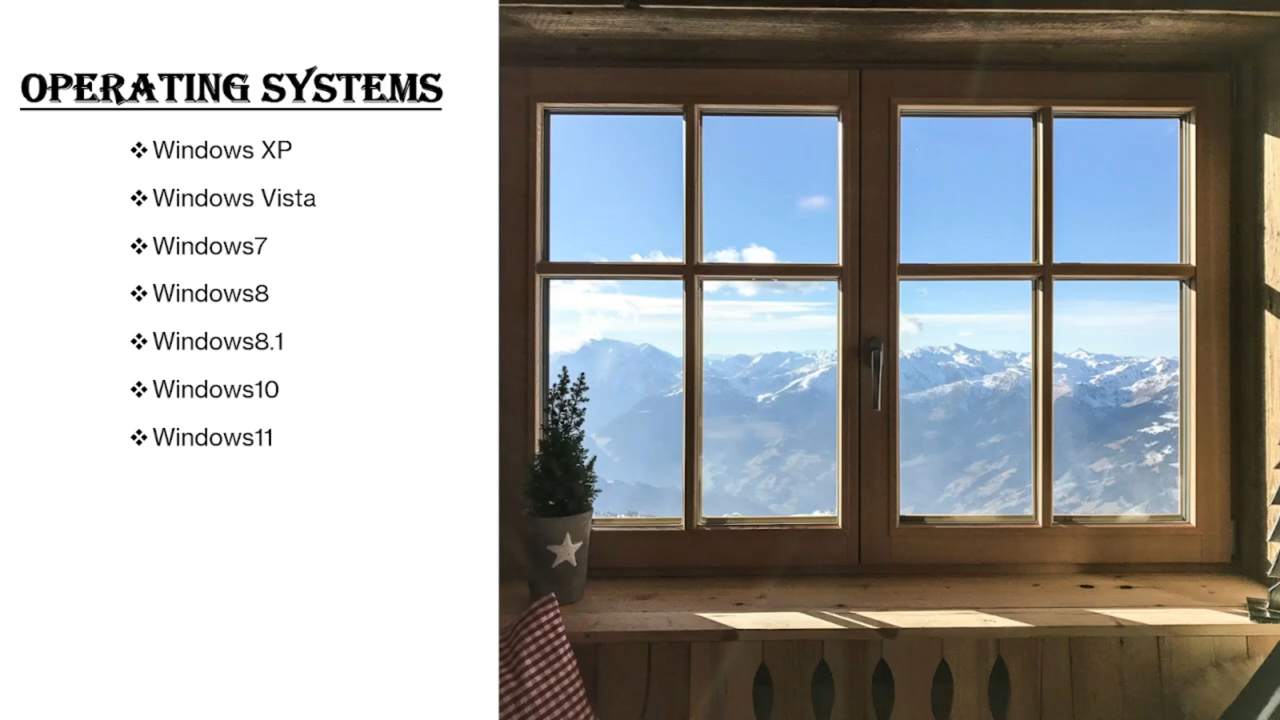 OPERATING SYSTEMS
❖ Windows XP
❖ Windows Vista
❖ Windows7
❖ Windows8
❖ Windows8.1
❖ Windows10
❖ Windows11